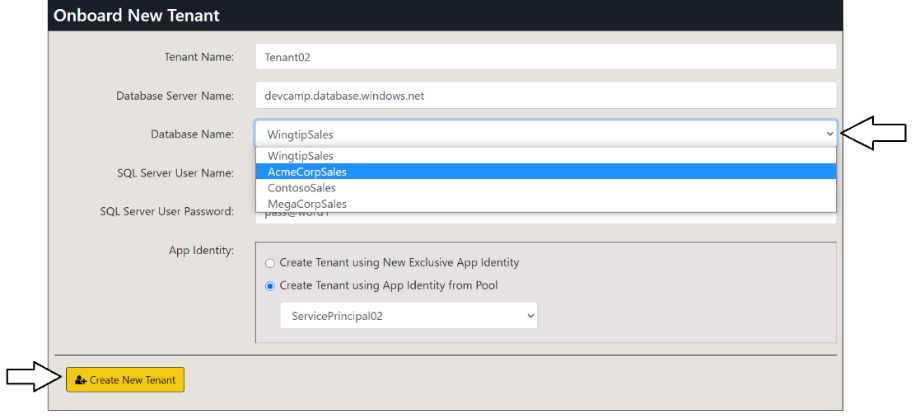 Onboard New Tenant
Tenant Name: Tenant02
Database Server Name: devcamp.database.windows.net
Database Name: WingtipSales
WingtipSales
SQL Server User Name: AcmeCorpSales
ContosoSales
MegaCorpSales
SQL Server User Password: pass@word1
App Identity:
Create Tenant using New Exclusive App Identity
Create Tenant using App Identity from Pool
ServicePrincipal02
Create New Tenant